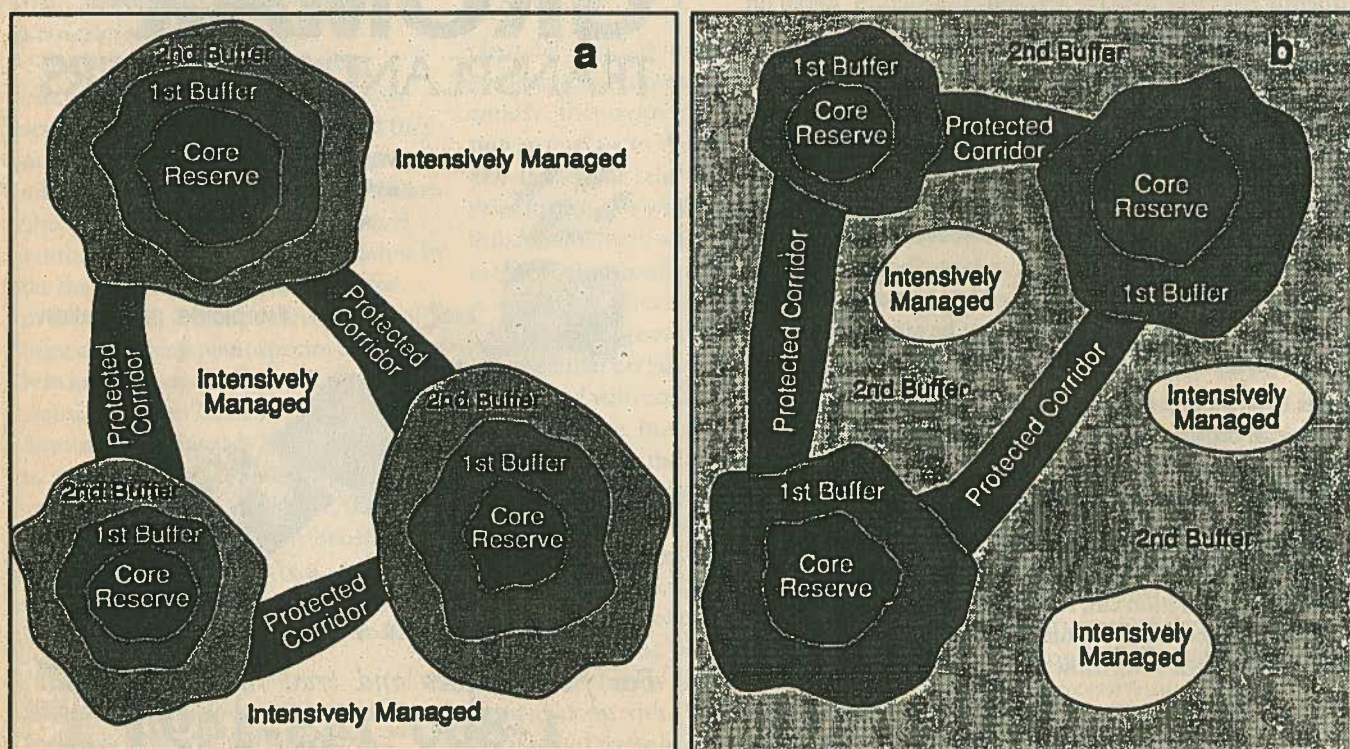 a
2nd Buffer
1st Buffer
Core
Reserve
Intensively Managed
Protected
Corridor
Protected
Corridor
Intensively
Managed
2nd Buffer
1st Buffer
Core
Reserve
2nd Buffer
1st Buffer
Core
Reserve
Protected
Corridor
Intensively Managed
b
2nd Buffer
1st Buffer
Core
Reserve
Protected
Corridor
Core
Reserve
1st Buffer
Intensively
Managed
Protected Corridor
2nd Buffer
Intensively
Managed
Protected Corridor
1st Buffer
Core
Reserve
2nd Buffer
Intensively
Managed